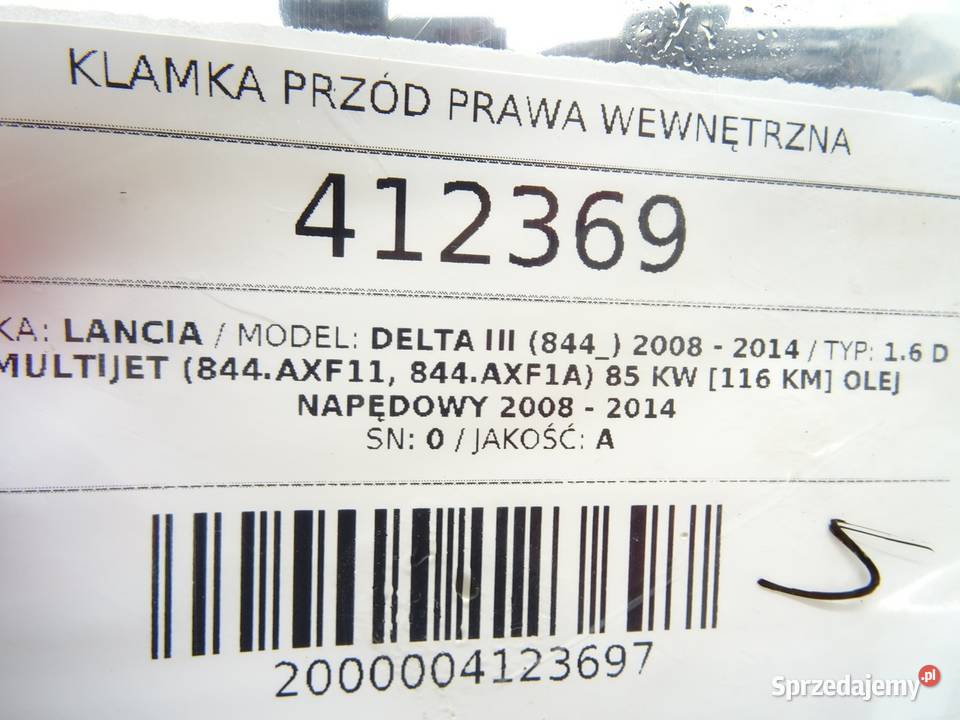 KLAMKA PRZÓD PRAWA WEWNĘTRZNA
412369
KA: LANCIA / MODEL: DELTA III (844_) 2008 - 2014 / TYP: 1.6 D
MULTIJET (844.AXF11, 844.AXF1A) 85 KW [116 KM] OLEJ
NAPĘDOWY 2008 - 2014
SN: 0 / JAKOŚĆ: A
2000004123697
Sprzedajemy.pl